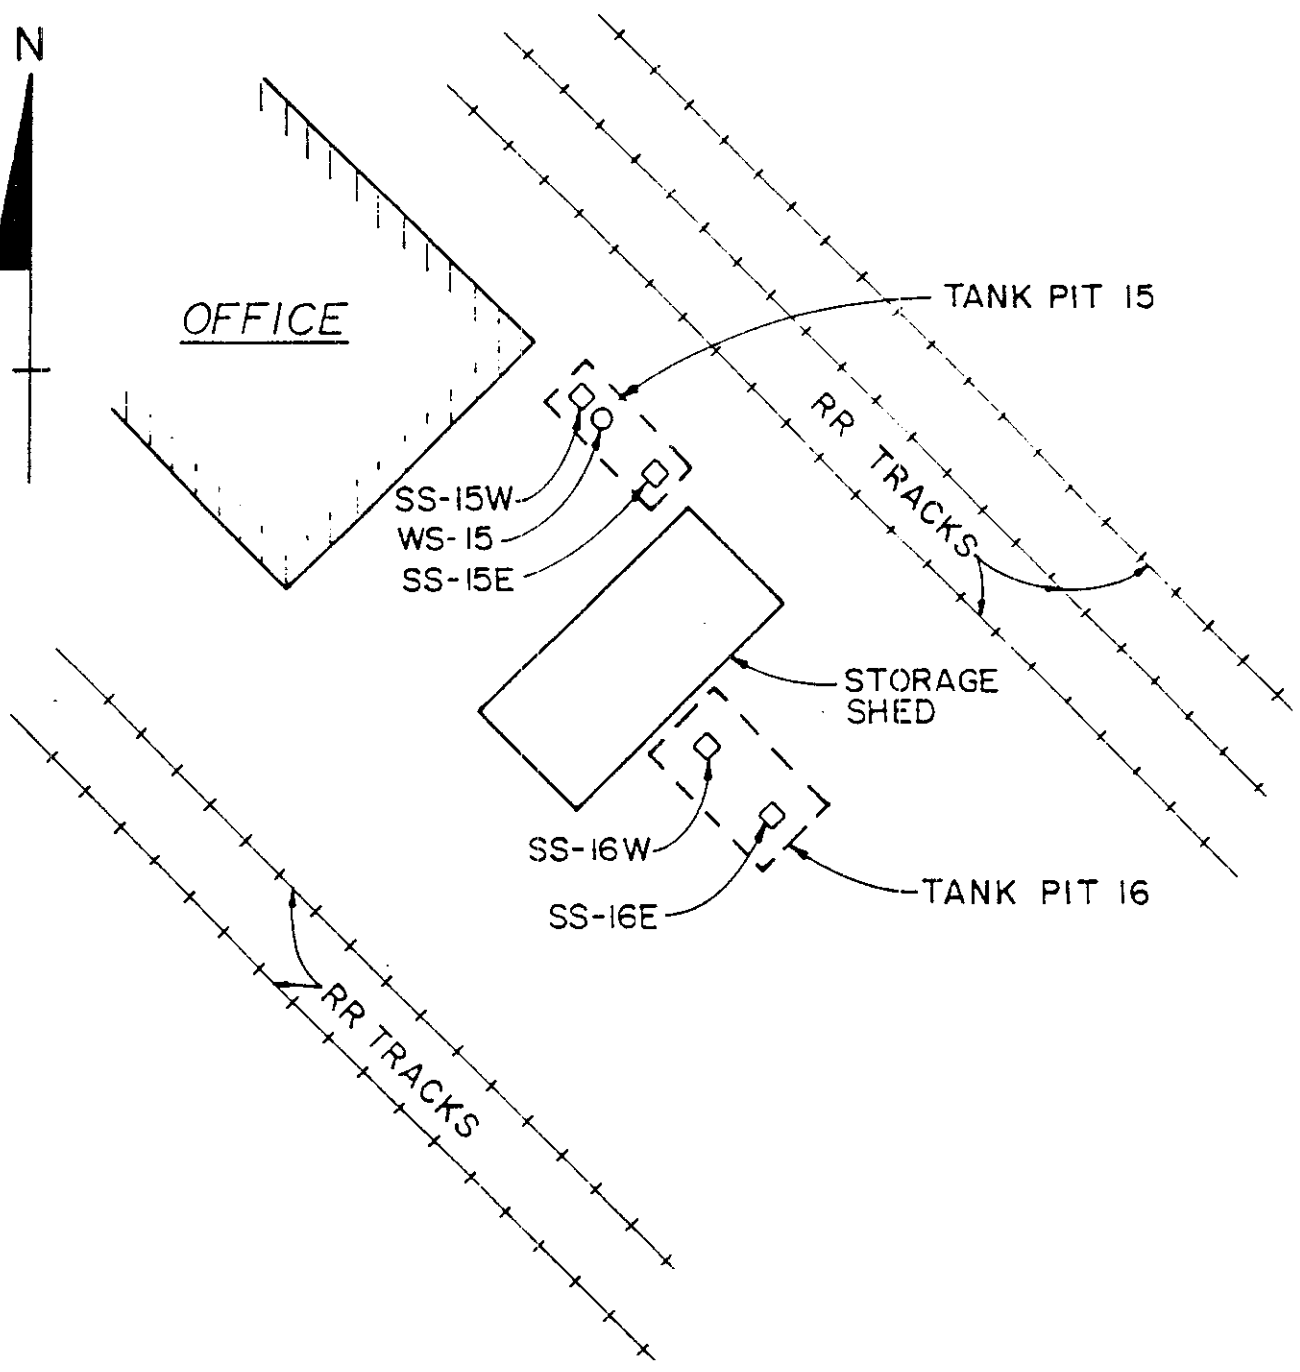 N
OFFICE
TANK PIT 15
RR TRACKS
SS-15W
WS-15
SS-15E
STORAGE
SHED
SS-16W
SS-16E
TANK PIT 16
RR TRACKS